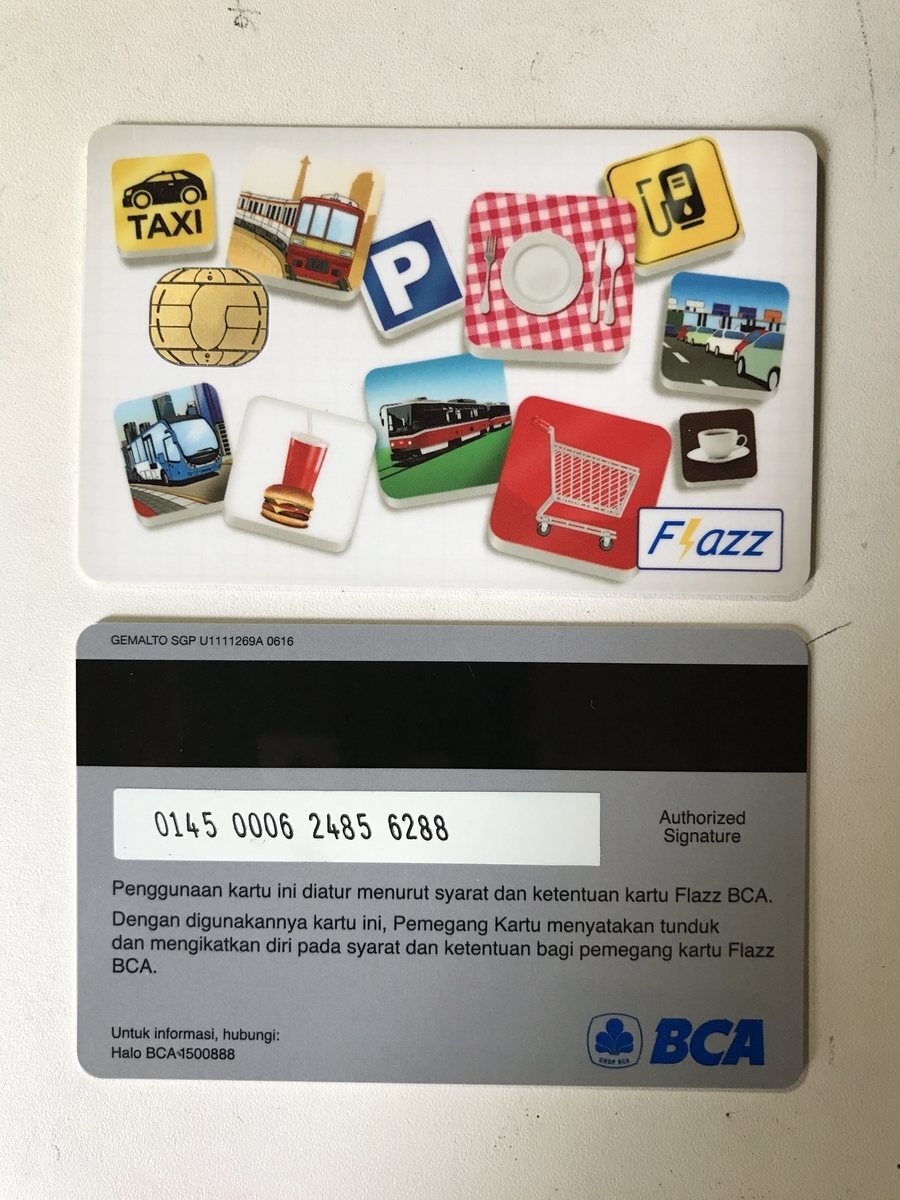 TAXI
P
Flazz
GEMALTO SGP U1111269A 0616
0145 0006 2485 6288
Authorized
Signature
Penggunaan kartu ini diatur menurut syarat dan ketentuan kartu Flazz BCA.
Dengan digunakannya kartu ini, Pemegang Kartu menyatakan tunduk
dan mengikatkan diri pada syarat dan ketentuan bagi pemegang kartu Flazz
BCA.
Untuk informasi, hubungi:
Halo BCA 1500888
BCA